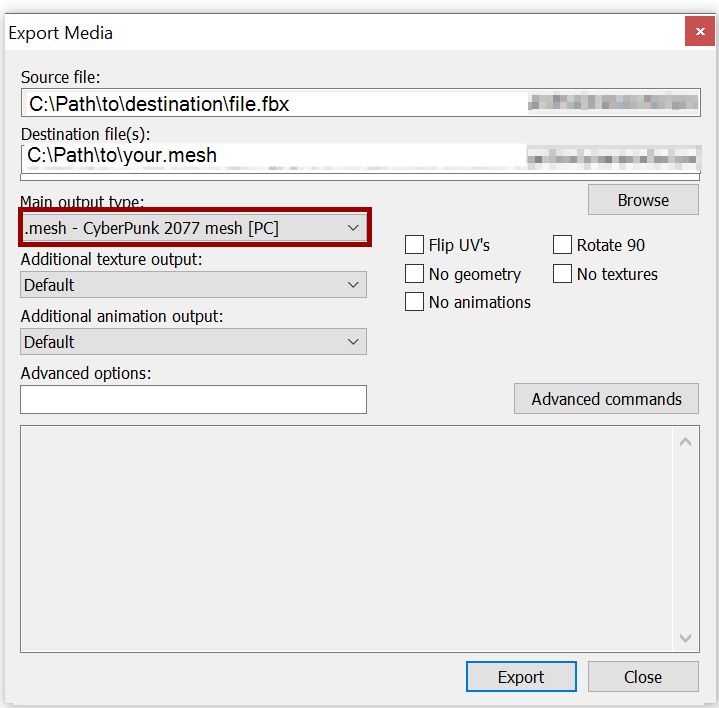 Export Media
Source file:
C:\Path\to\destination\file.fbx
Destination file(s):
C:\Path\to\your.mesh
Main output type:
Browse
.mesh - CyberPunk 2077 mesh [PC]
Flip UV's
Rotate 90
Additional texture output:
No geometry
No textures
Default
No animations
Additional animation output:
Default
Advanced options:
Advanced commands
Export
Close